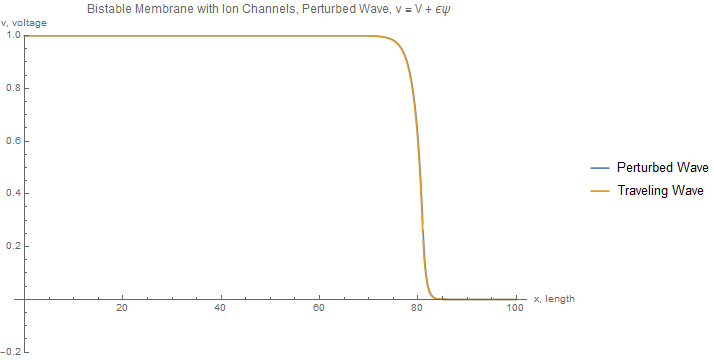 Bistable Membrane with Ion Channels, Perturbed Wave, v = V + ϵψ
v, voltage
1.0
0.8
0.6
0.4
0.2
-0.2
20 40 60 80 100
x, length
Perturbed Wave
Traveling Wave